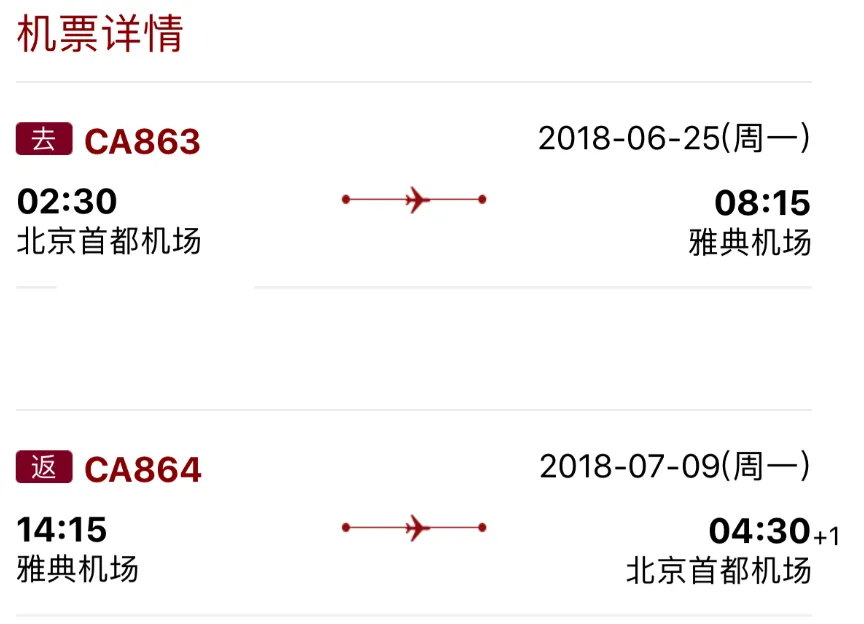 机票详情
去 CA863 2018-06-25(周一)
02:30 08:15
北京首都机场 雅典机场
返 CA864 2018-07-09(周一)
14:15 04:30+1
雅典机场 北京首都机场